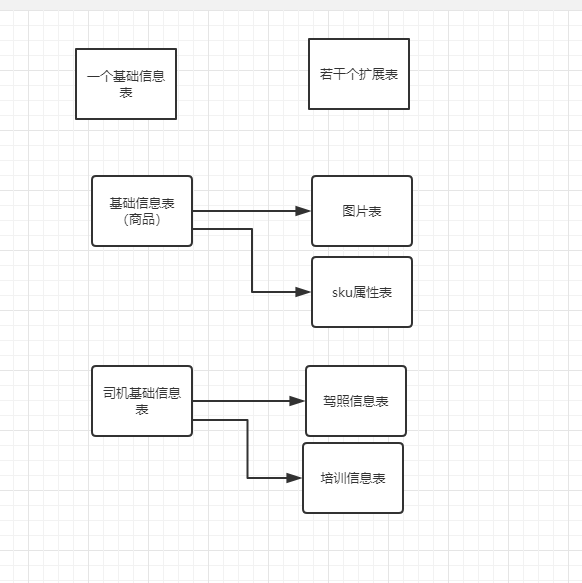 一个基础信息
表
若干个扩展表
基础信息表
（商品）
图片表
sku属性表
司机基础信息
表
驾照信息表
培训信息表